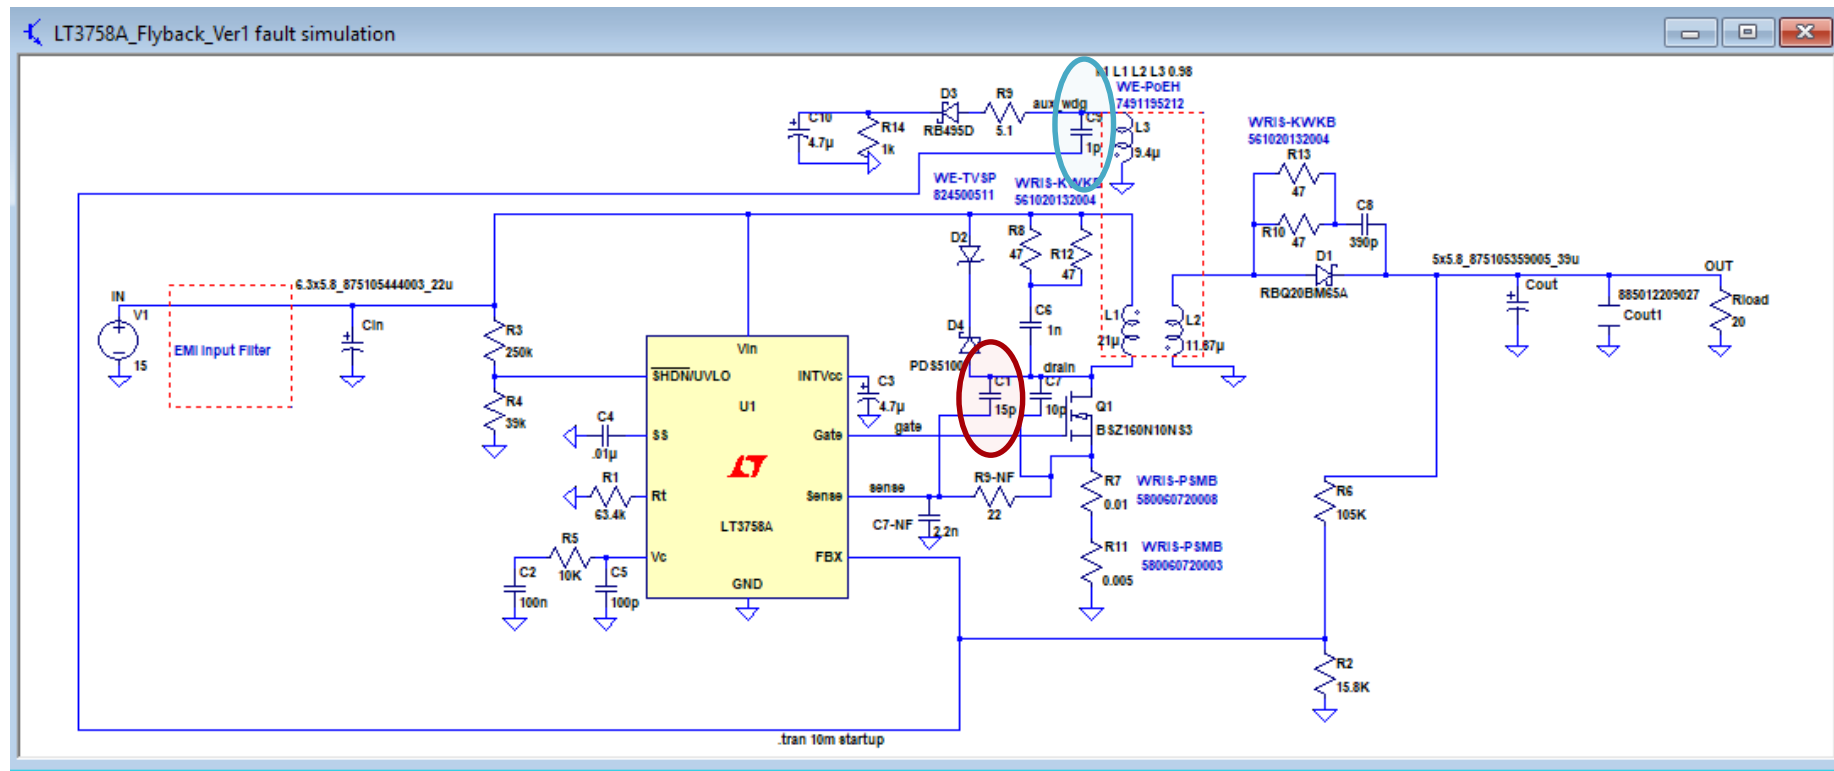 LT3758A_Flyback_Ver1 fault simulation
L1 L2 L3 0.98
WE-PoEH
7491195212
D3
RB495D
R9
5.1
aux_wdg
C9
1p
L3
9.4µ
C10
4.7µ
R14
1k
WE-TVSP
824500511
WRIS-KWKB
561020132004
WRIS-KWKB
561020132004
R13
47
R10
47
C8
390p
D1
RBQ20BM65A
5x5.8_875105359005_39u
OUT
Cout
885012209027
Cout1
Rload
20
IN
V1
15
EMI Input Filter
6.3x5.8_875105444003_22u
Cin
R3
250k
R4
39k
D2
R8
47
R12
47
C6
1n
D4
PDS5100
L1
21µ
L2
11.67µ
drain
C1
15p
C7
10p
Q1
BSZ160N10NS3
Vin
SHDN/UVLO
INTVcc
U1
SS
Gate
Rt
Sense
LT3758A
Vc
FBX
GND
C3
4.7µ
gate
C4
.01µ
R1
63.4k
R5
10K
C2
100n
C5
100p
sense
R9-NF
22
C7-NF
2.2n
R7
0.01
WRIS-PSMB
580060720008
R11
0.005
WRIS-PSMB
580060720003
R6
105K
R2
15.8K
.tran 10m startup